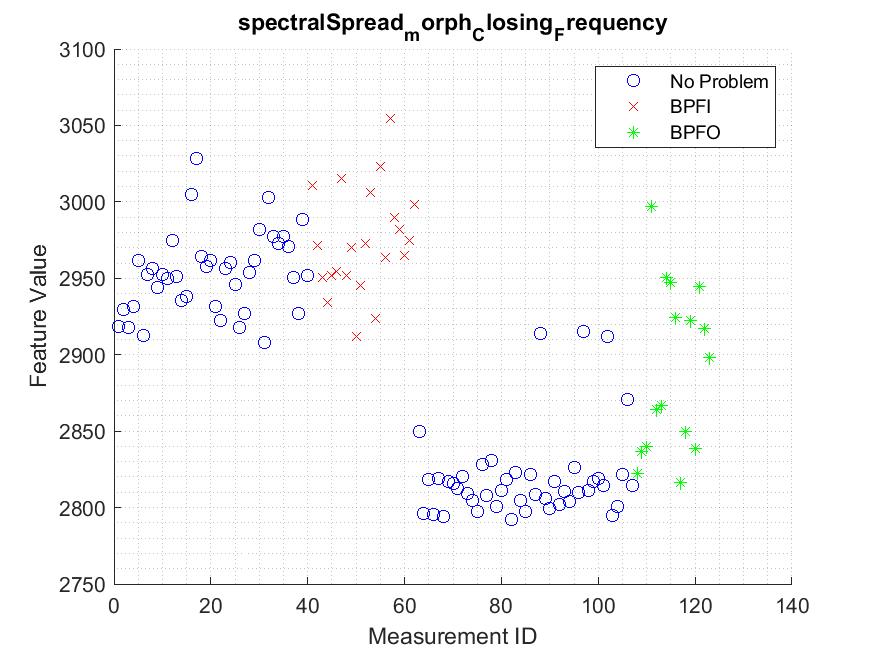 spectralSpread_morph_Closing_Frequency
3100
3050
3000
2950
2900
2850
2800
2750
Feature Value
No Problem
BPFI
BPFO
0 20 40 60 80 100 120 140
Measurement ID